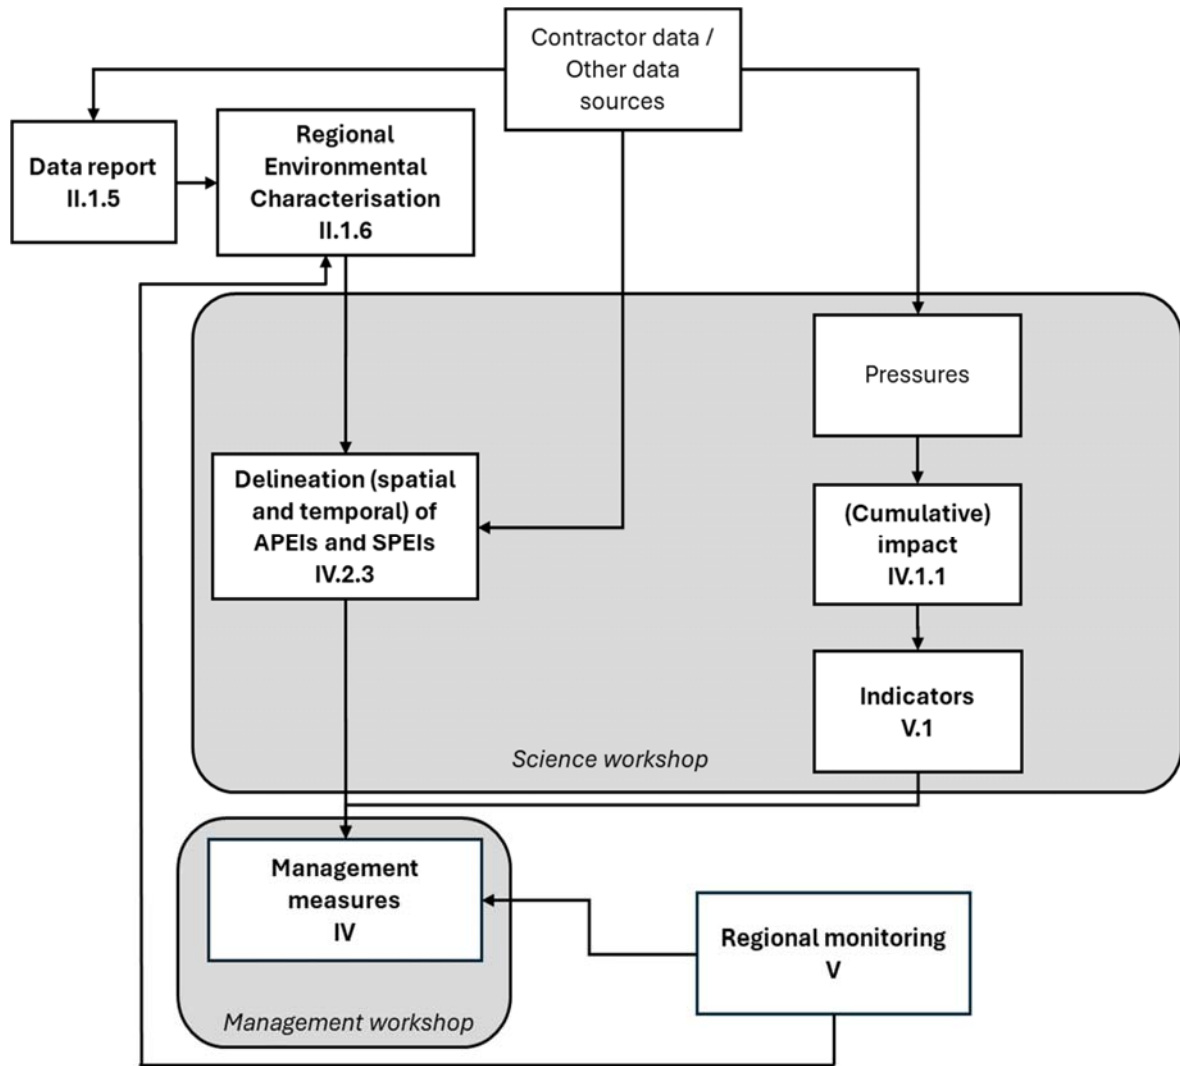 Contractor data /
Other data
sources
Data report
II.1.5
Regional
Environmental
Characterisation
II.1.6
Pressures
Delineation (spatial
and temporal) of
APEIs and SPEIs
IV.2.3
(Cumulative)
impact
IV.1.1
Indicators
V.1
Science workshop
Management
measures
IV
Regional monitoring
V
Management workshop